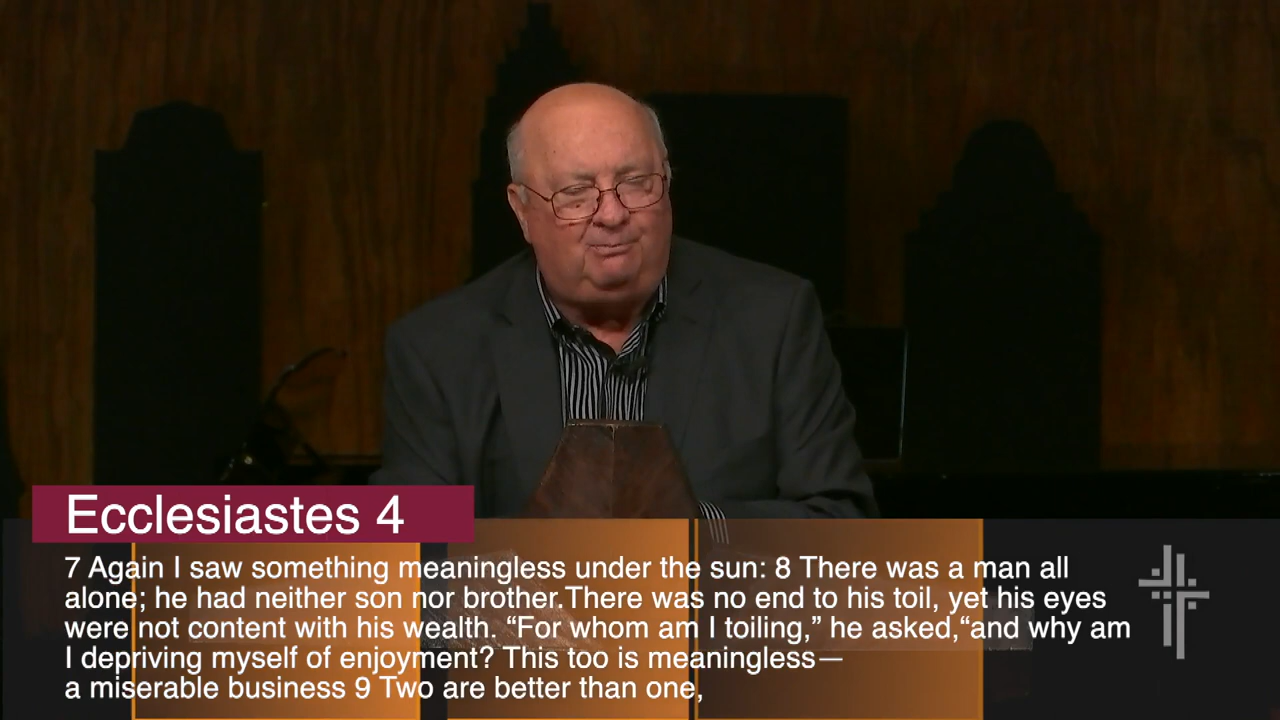 Ecclesiastes 4
7 Again I saw something meaningless under the sun: 8 There was a man all
alone; he had neither son nor brother.There was no end to his toil, yet his eyes
were not content with his wealth. “For whom am I toiling,” he asked,“and why am
I depriving myself of enjoyment? This too is meaningless—
a miserable business 9 Two are better than one,